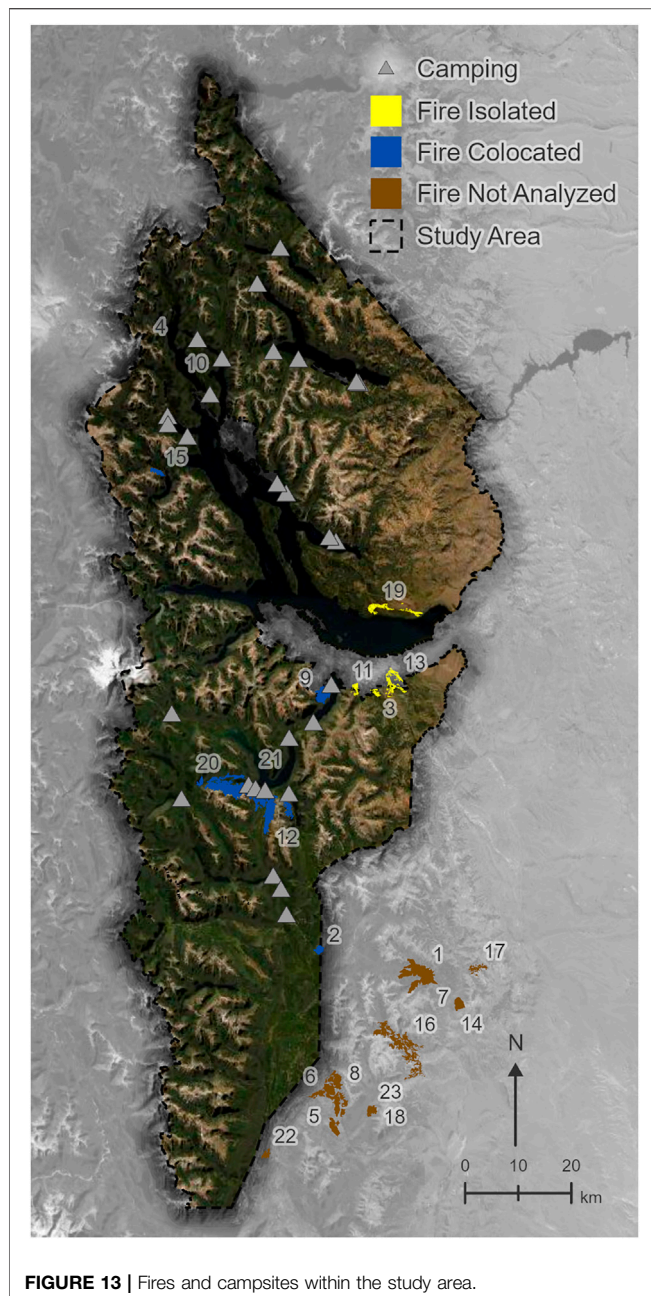 Camping
Fire Isolated
Fire Colocated
Fire Not Analyzed
Study Area
4
10
15
19
9
11
13
3
20
21
12
2
1
17
7
14
16
6
8
23
5
18
22
N
0 10 20
km
FIGURE 13 | Fires and campsites within the study area.